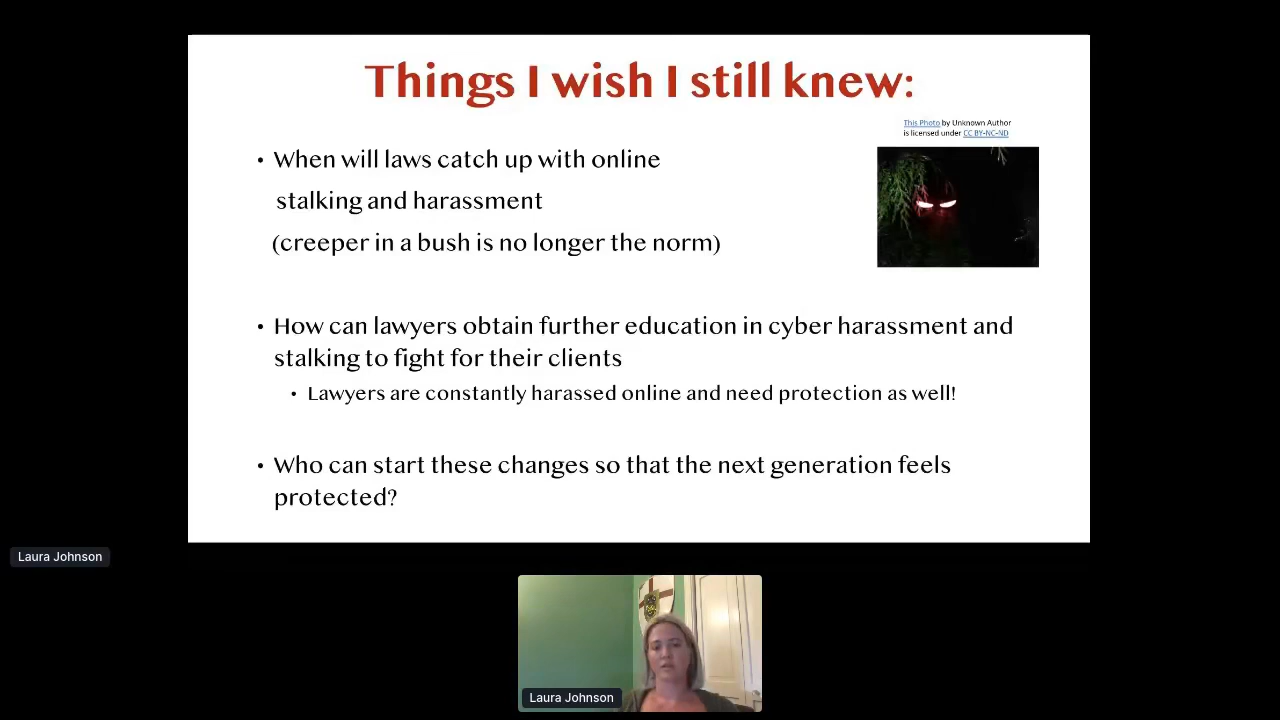 Things I wish I still knew:
This Photo by Unknown Author
is licensed under CC BY-NC-ND
• When will laws catch up with online
stalking and harassment
(creeper in a bush is no longer the norm)
• How can lawyers obtain further education in cyber harassment and
stalking to fight for their clients
• Lawyers are constantly harassed online and need protection as well!
• Who can start these changes so that the next generation feels
protected?
Laura Johnson
Laura Johnson